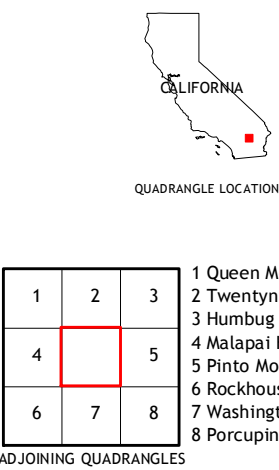 CALIFORNIA
QUADRANGLE LOCATION
1 2 3
4 5
6 7 8
1 Queen M
2 Twentyn
3 Humbug
4 Malapai
5 Pinto Mo
6 Rockhous
7 Washingt
8 Porcupin
ADJOINING QUADRANGLES